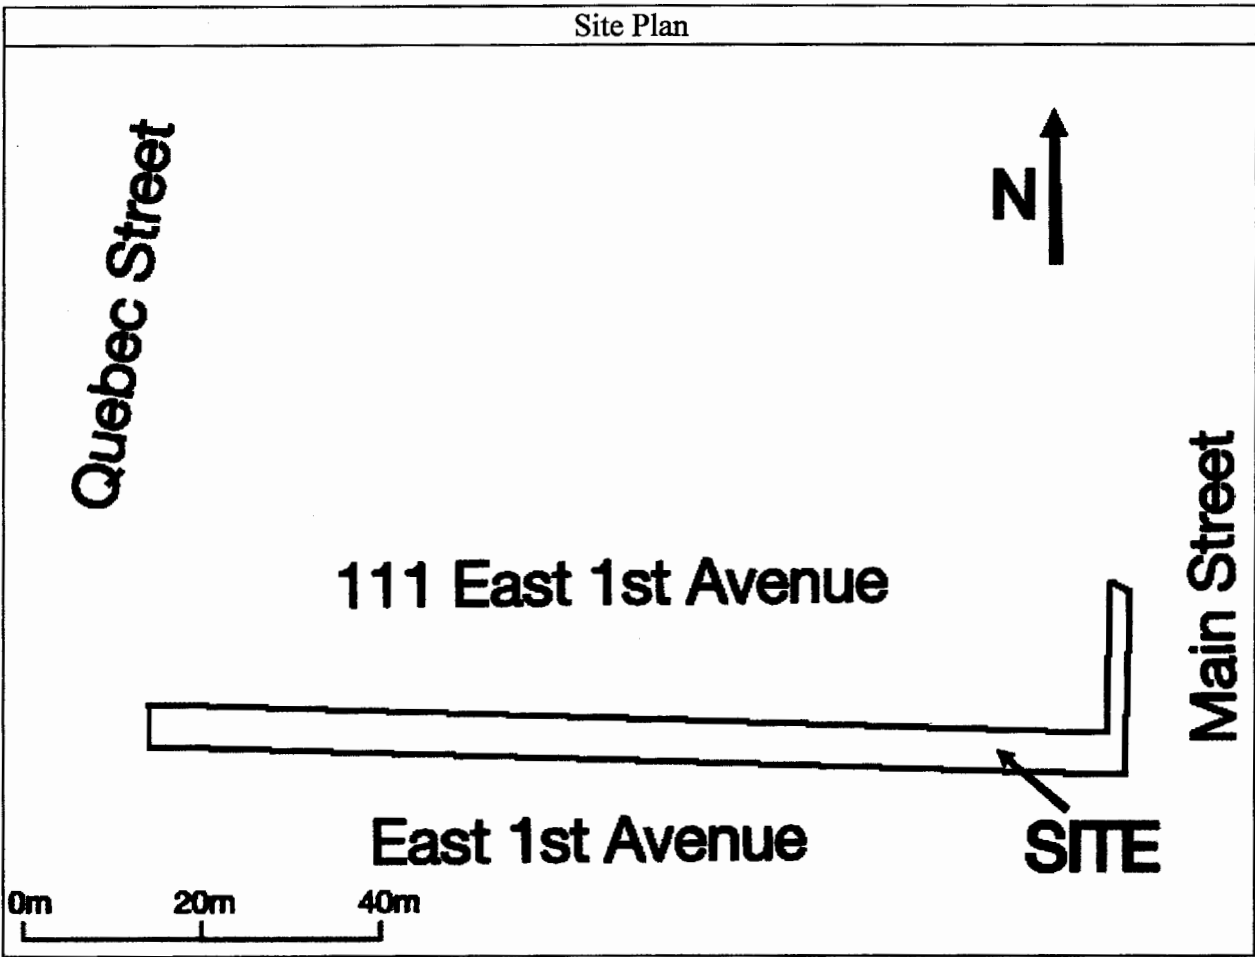 Site Plan
Quebec Street
N
111 East 1st Avenue
Main Street
East 1st Avenue
SITE
0m 20m 40m